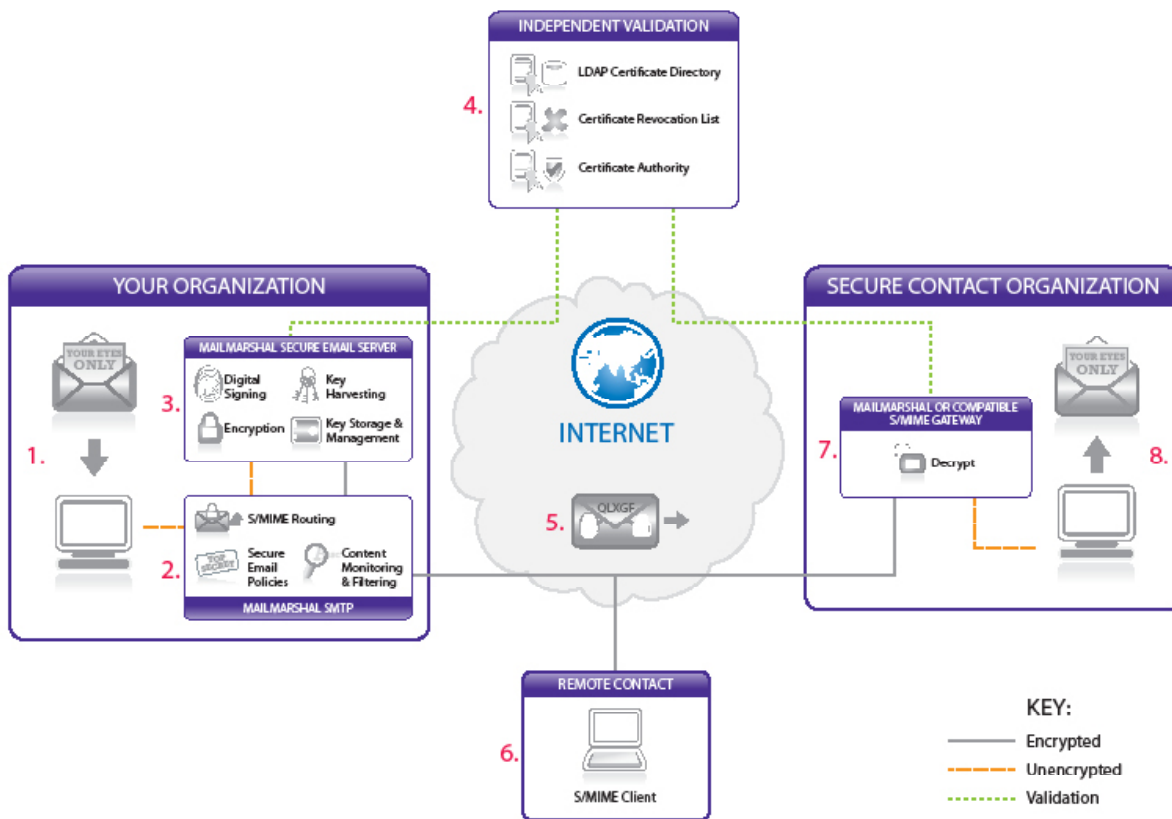 INDEPENDENT VALIDATION
4.
LDAP Certificate Directory
Certificate Revocation List
Certificate Authority
YOUR ORGANIZATION
YOUR EYES
ONLY
1.
MAILMARSHAL SECURE EMAIL SERVER
3.
Digital
Signing
Key
Harvesting
Encryption
Key Storage &
Management
2.
S/MIME Routing
TOP
SECRET
Secure
Email
Policies
Content
Monitoring
& Filtering
MAILMARSHAL SMTP
INTERNET
5.
QLXGF
SECURE CONTACT ORGANIZATION
YOUR EYES
ONLY
MAILMARSHAL OR COMPATIBLE
S/MIME GATEWAY
7.
Decrypt
8.
REMOTE CONTACT
6.
S/MIME Client
KEY:
Encrypted
Unencrypted
Validation